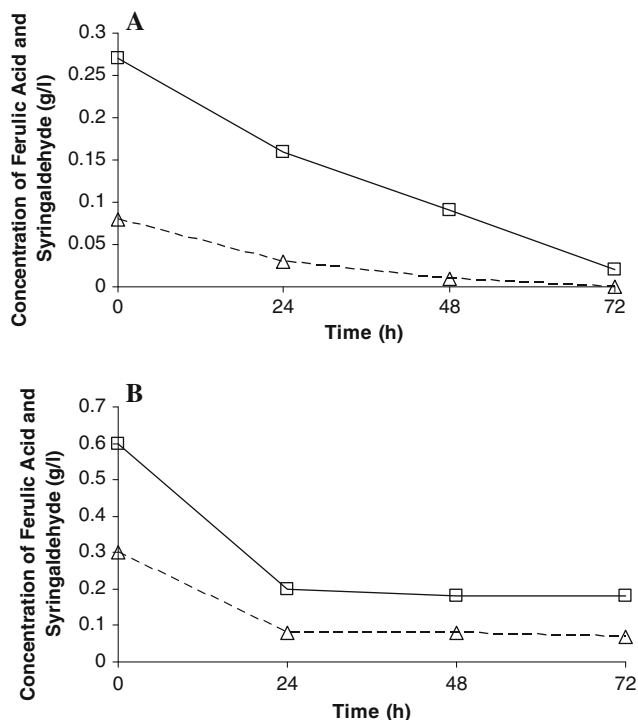 A
Concentration of Ferulic Acid and
Syringaldehyde (g/l)
0.3
0.25
0.2
0.15
0.1
0.05
0
0 24 48 72
Time (h)
B
Concentration of Ferulic Acid and
Syringaldehyde (g/l)
0.7
0.6
0.5
0.4
0.3
0.2
0.1
0
0 24 48 72
Time (h)